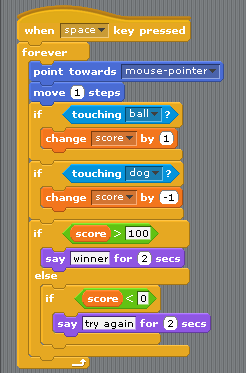 when space key pressed
forever
point towards mouse-pointer
move 1 steps
if touching ball ?
change score by 1
if touching dog ?
change score by -1
if score > 100
say winner for 2 secs
else
if score < 0
say try again for 2 secs